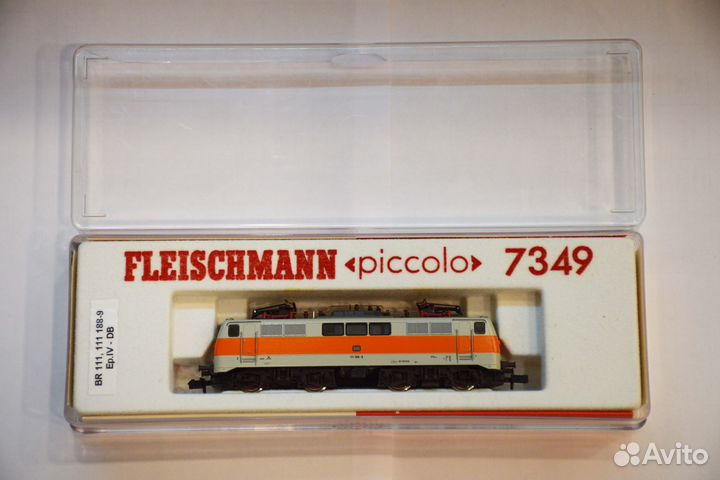 FLEISCHMANN «piccolo» 7349
BR 111, 111 188-9
Ep.IV - DB
Avito